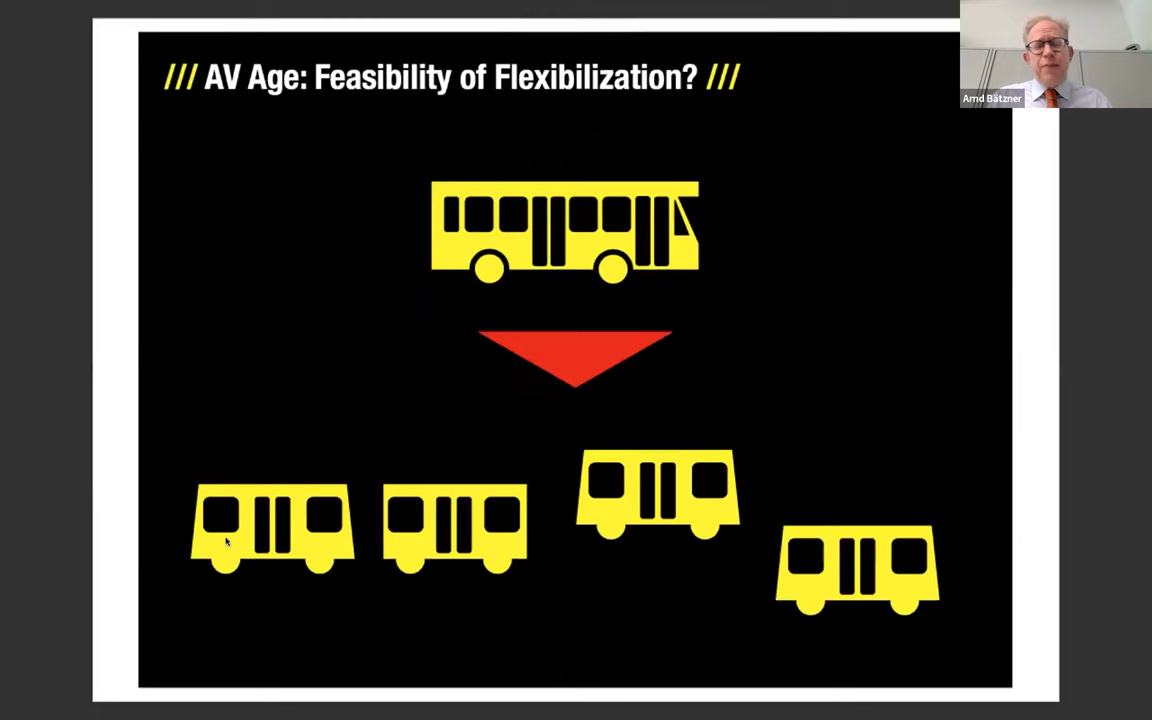 /// AV Age: Feasibility of Flexibilization? ///
Arnd Bätzner